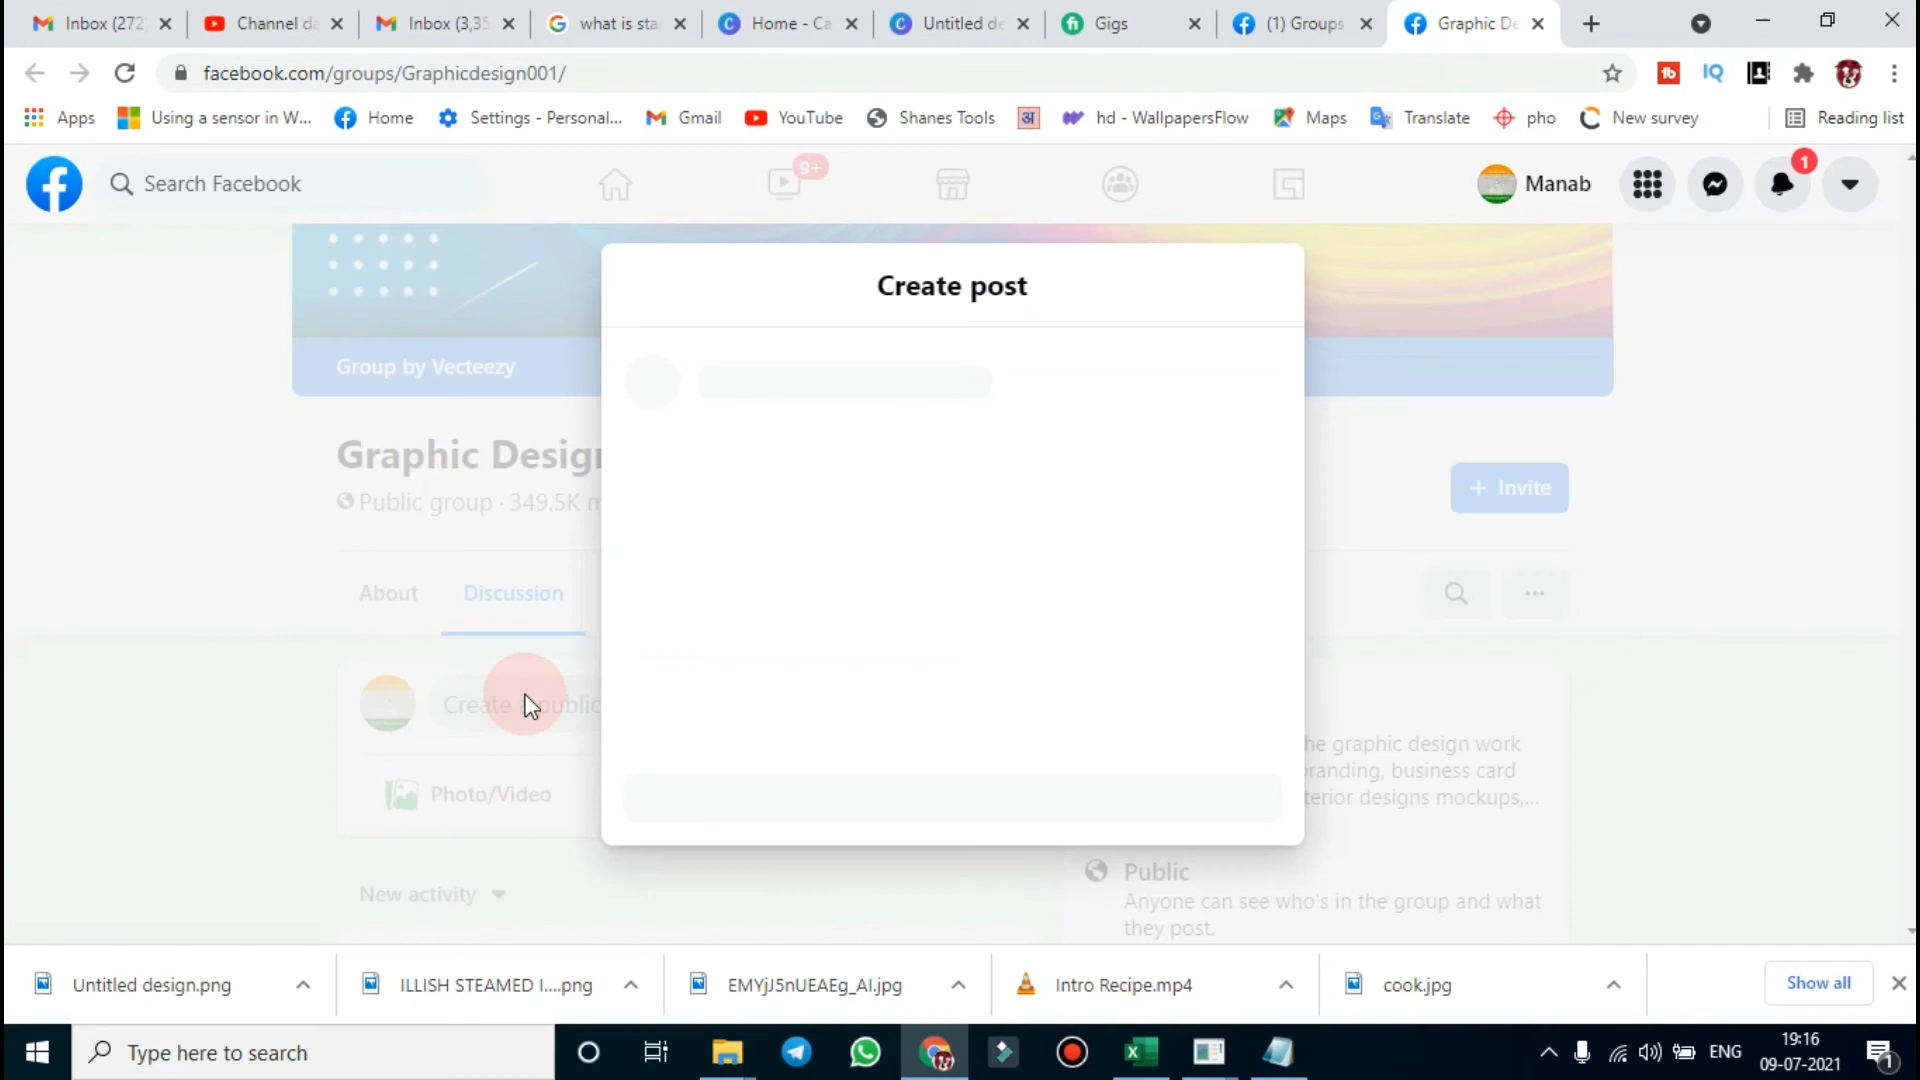 Inbox (272
Channel da
Inbox (3,35
what is sta
Home - Ca
Untitled de
Gigs
(1) Groups
Graphic De
facebook.com/groups/Graphicdesign001/
Apps
Using a sensor in W...
Home
Settings - Personal...
Gmail
YouTube
Shanes Tools
अ
hd - WallpapersFlow
Maps
Translate
pho
New survey
Reading list
Search Facebook
9+
Manab
1
Create post
Group by Vecteezy
Graphic Desig
Public group · 349.5K m
+ Invite
About
Discussion
Create a public
Photo/Video
he graphic design work
randing, business card
terior designs mockups,...
New activity
Public
Anyone can see who's in the group and what
they post.
Untitled design.png
ILLISH STEAMED I....png
EMYjJ5nUEAEg_AI.jpg
Intro Recipe.mp4
cook.jpg
Show all
Type here to search
ENG
19:16
09-07-2021
1